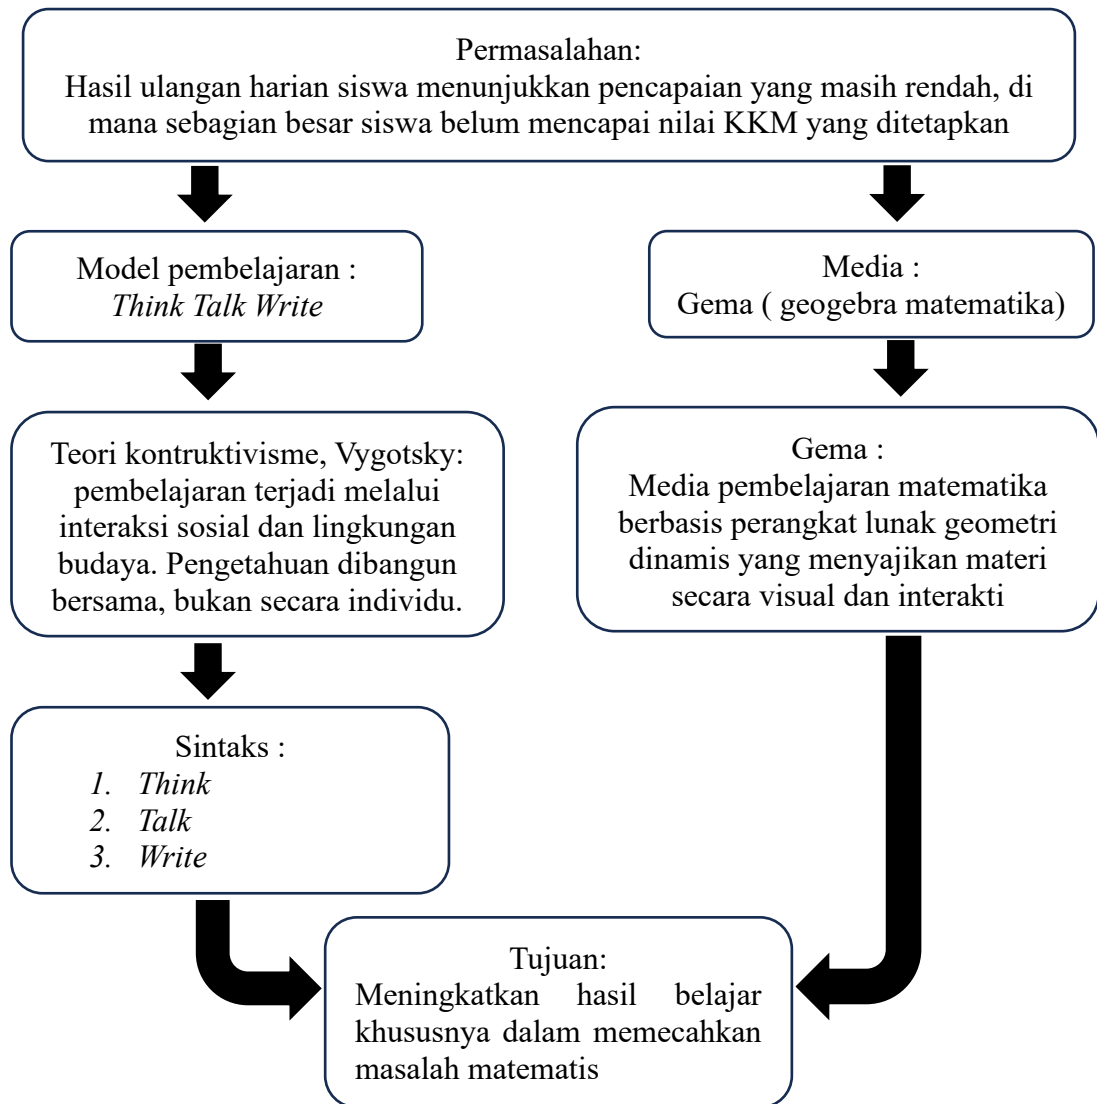 Permasalahan:
Hasil ulangan harian siswa menunjukkan pencapaian yang masih rendah, di
mana sebagian besar siswa belum mencapai nilai KKM yang ditetapkan
Model pembelajaran :
Think Talk Write
Media :
Gema ( geogebra matematika)
Teori kontruktivisme, Vygotsky:
pembelajaran terjadi melalui
interaksi sosial dan lingkungan
budaya. Pengetahuan dibangun
bersama, bukan secara individu.
Gema :
Media pembelajaran matematika
berbasis perangkat lunak geometri
dinamis yang menyajikan materi
secara visual dan interakti
Sintaks :
1. Think
2. Talk
3. Write
Tujuan:
Meningkatkan hasil belajar
khususnya dalam memecahkan
masalah matematis